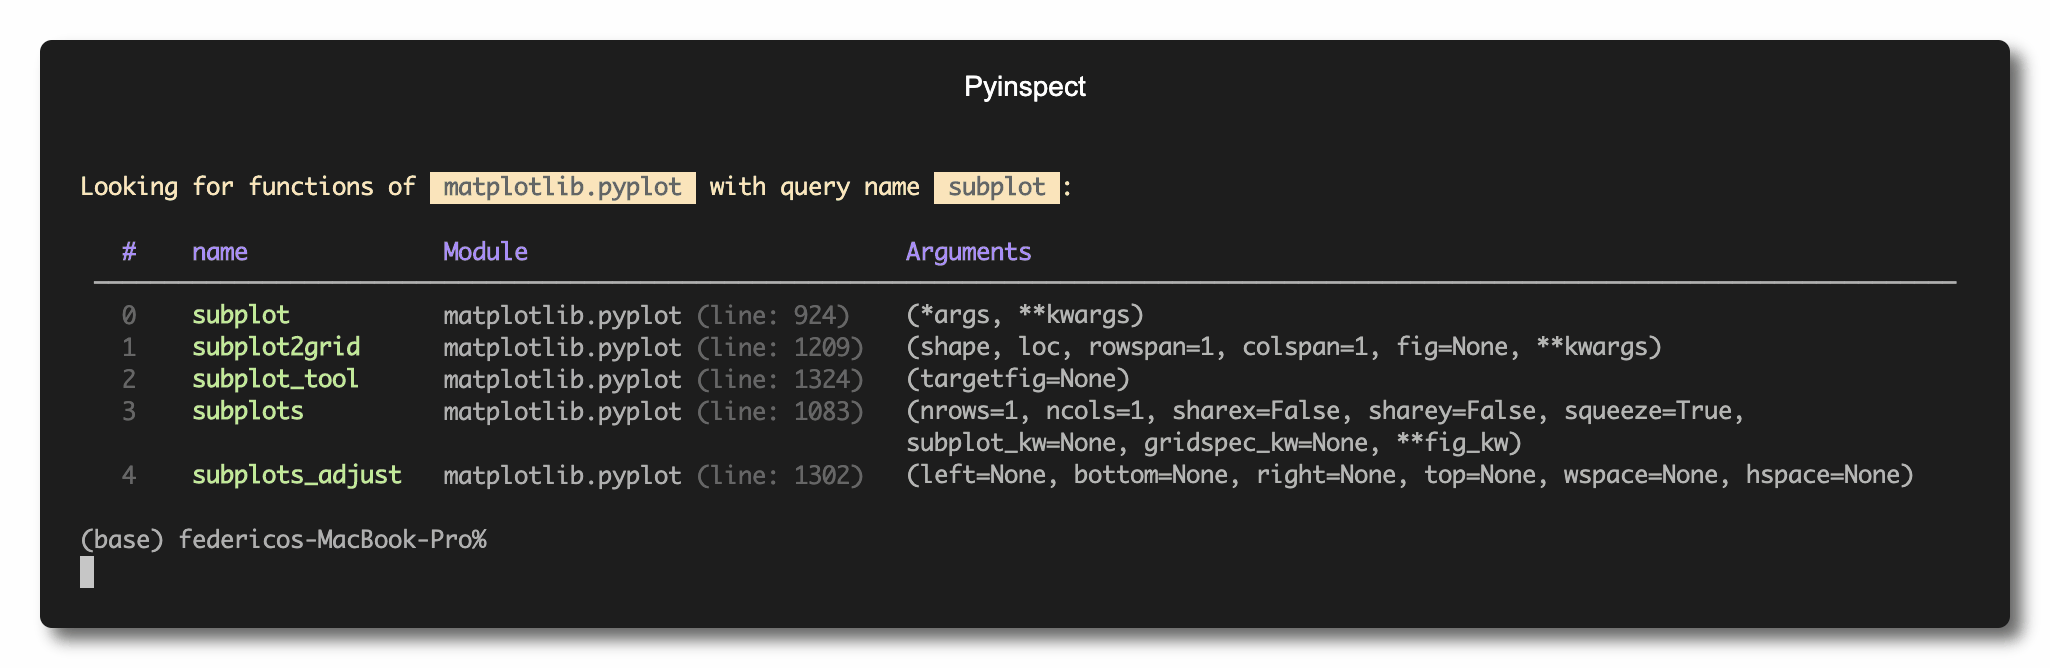 Pyinspect
Looking for functions of matplotlib.pyplot with query name subplot :
# name Module Arguments
0 subplot matplotlib.pyplot (line: 924) (*args, **kwargs)
1 subplot2grid matplotlib.pyplot (line: 1209) (shape, loc, rowspan=1, colspan=1, fig=None, **kwargs)
2 subplot_tool matplotlib.pyplot (line: 1324) (targetfig=None)
3 subplots matplotlib.pyplot (line: 1083) (nrows=1, ncols=1, sharex=False, sharey=False, squeeze=True,
subplot_kw=None, gridspec_kw=None, **fig_kw)
4 subplots_adjust matplotlib.pyplot (line: 1302) (left=None, bottom=None, right=None, top=None, wspace=None, hspace=None)
(base) federicos-MacBook-Pro%